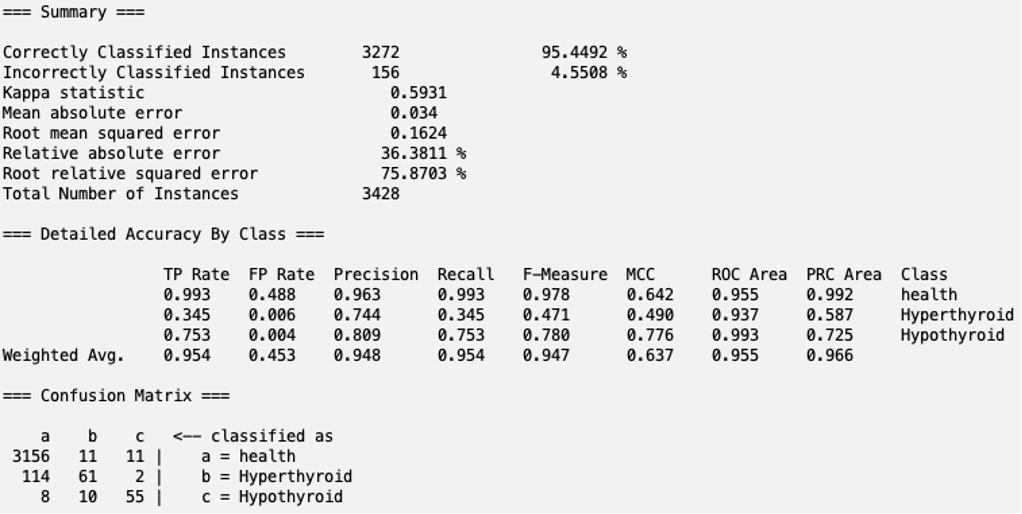 === Summary ===
Correctly Classified Instances 3272 95.4492 %
Incorrectly Classified Instances 156 4.5508 %
Kappa statistic 0.5931
Mean absolute error 0.034
Root mean squared error 0.1624
Relative absolute error 36.3811 %
Root relative squared error 75.8703 %
Total Number of Instances 3428
=== Detailed Accuracy By Class ===
TP Rate FP Rate Precision Recall F-Measure MCC ROC Area PRC Area Class
0.993 0.488 0.963 0.993 0.978 0.642 0.955 0.992 health
0.345 0.006 0.744 0.345 0.471 0.490 0.937 0.587 Hyperthyroid
0.753 0.004 0.809 0.753 0.780 0.776 0.993 0.725 Hypothyroid
Weighted Avg. 0.954 0.453 0.948 0.954 0.947 0.637 0.955 0.966
=== Confusion Matrix ===
a b c <-- classified as
3156 11 11 | a = health
114 61 2 | b = Hyperthyroid
8 10 55 | c = Hypothyroid